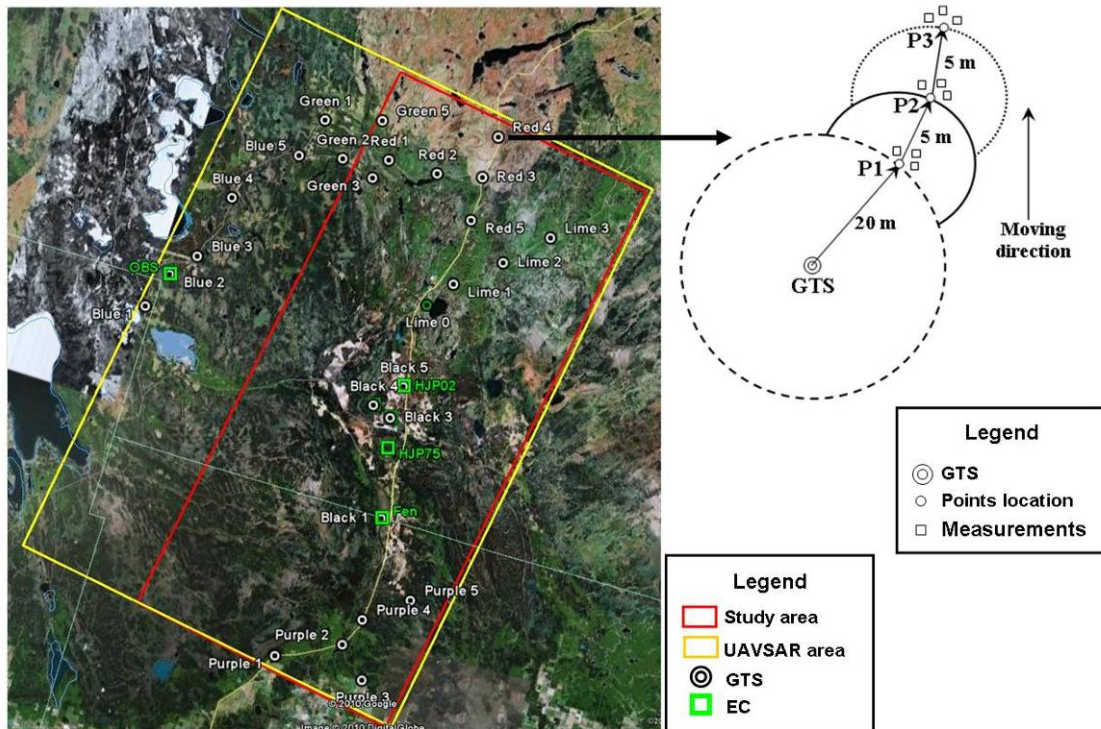 Green 1
Green 5
Red 4
Green 2
Red 1
Blue 5
Red 2
Green 3
Red 3
Blue 4
Red 5
Lime 3
Blue 3
Lime 2
OBS
Blue 2
Lime 1
Blue 1
Lime 0
Black 5
HJP02
Black 4
Black 3
HJP75
Black 1
Fen
Purple 5
Purple 4
Purple 2
Purple 1
Purple 3
© 2010 Google
Image © 2010 DigitalGlobe
P3
5 m
P2
5 m
P1
20 m
GTS
Moving
direction
Legend
GTS
Points location
Measurements
Legend
Study area
UAVSAR area
GTS
EC